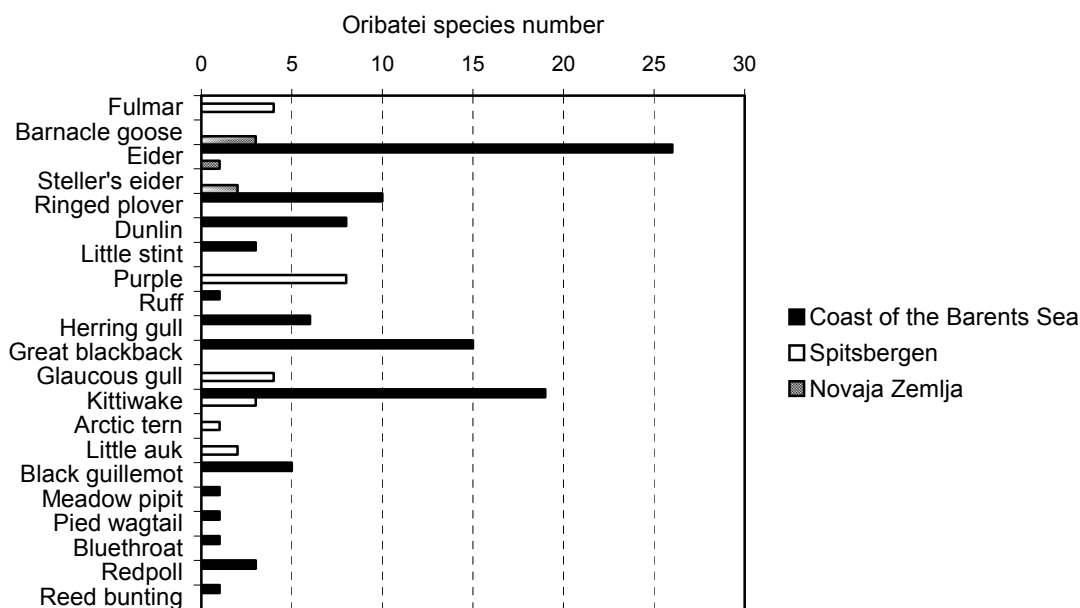 Oribatei species number
0 5 10 15 20 25 30
Fulmar
Barnacle goose
Eider
Steller's eider
Ringed plover
Dunlin
Little stint
Purple
Ruff
Herring gull
Great blackback
Glaucous gull
Kittiwake
Arctic tern
Little auk
Black guillemot
Meadow pipit
Pied wagtail
Bluethroat
Redpoll
Reed bunting
Coast of the Barents Sea
Spitsbergen
Novaja Zemlja